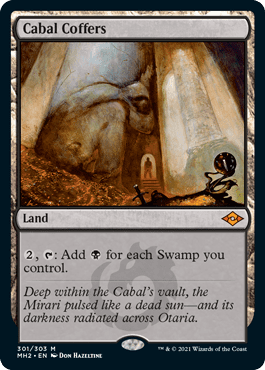 Cabal Coffers
Land
2, T: Add B for each Swamp you
control.
Deep within the Cabal's vault, the
Mirari pulsed like a dead sun—and its
darkness radiated across Otaria.
301/303 M
MH2 • EN DON HAZELTINE
™ & © 2021 Wizards of the Coast